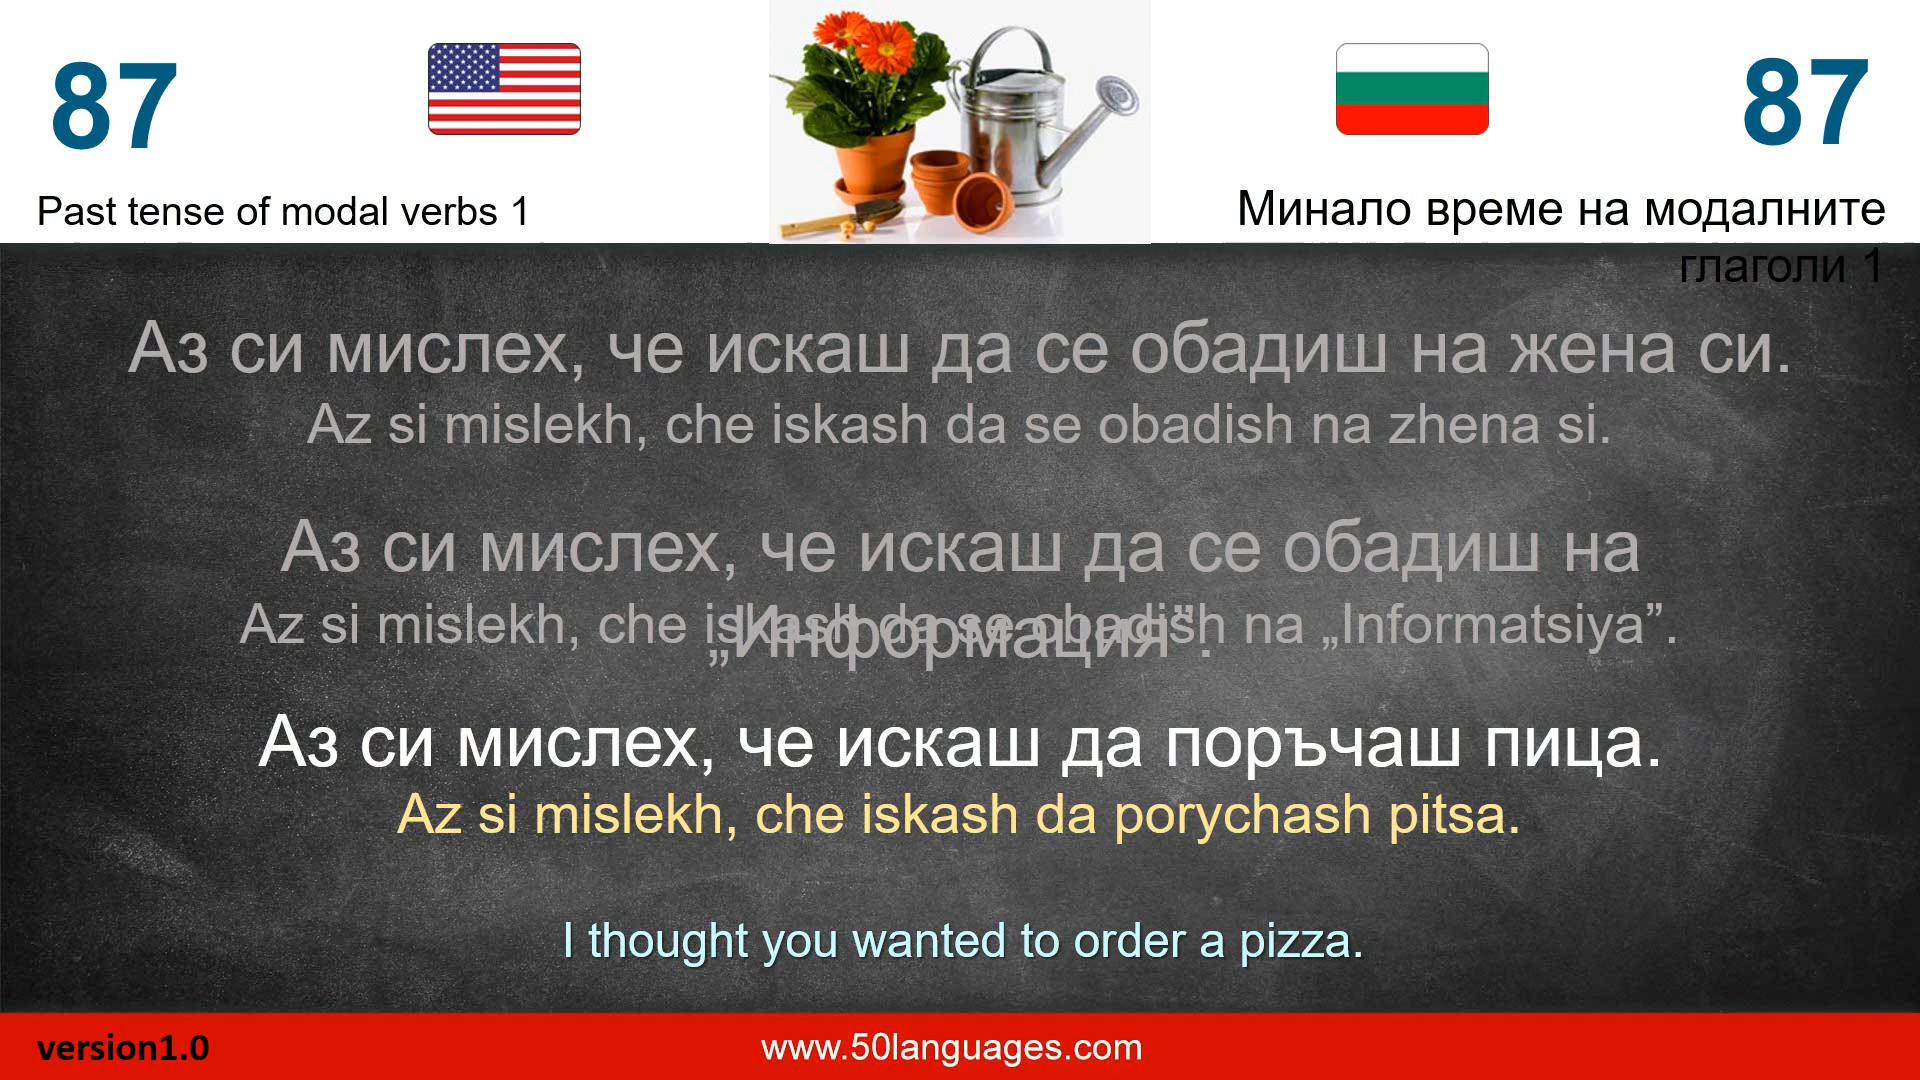 87
87
Past tense of modal verbs 1
Минало време на модалните
глаголи 1
Аз си мислех, че искаш да се обадиш на жена си.
Az si mislekh, che iskash da se obadish na zhena si.
Аз си мислех, че искаш да се обадиш на
„Информация”.
Az si mislekh, che iskash da se obadish na „Informatsiya”.
Аз си мислех, че искаш да поръчаш пица.
Az si mislekh, che iskash da porychash pitsa.
I thought you wanted to order a pizza.
version1.0
www.50languages.com